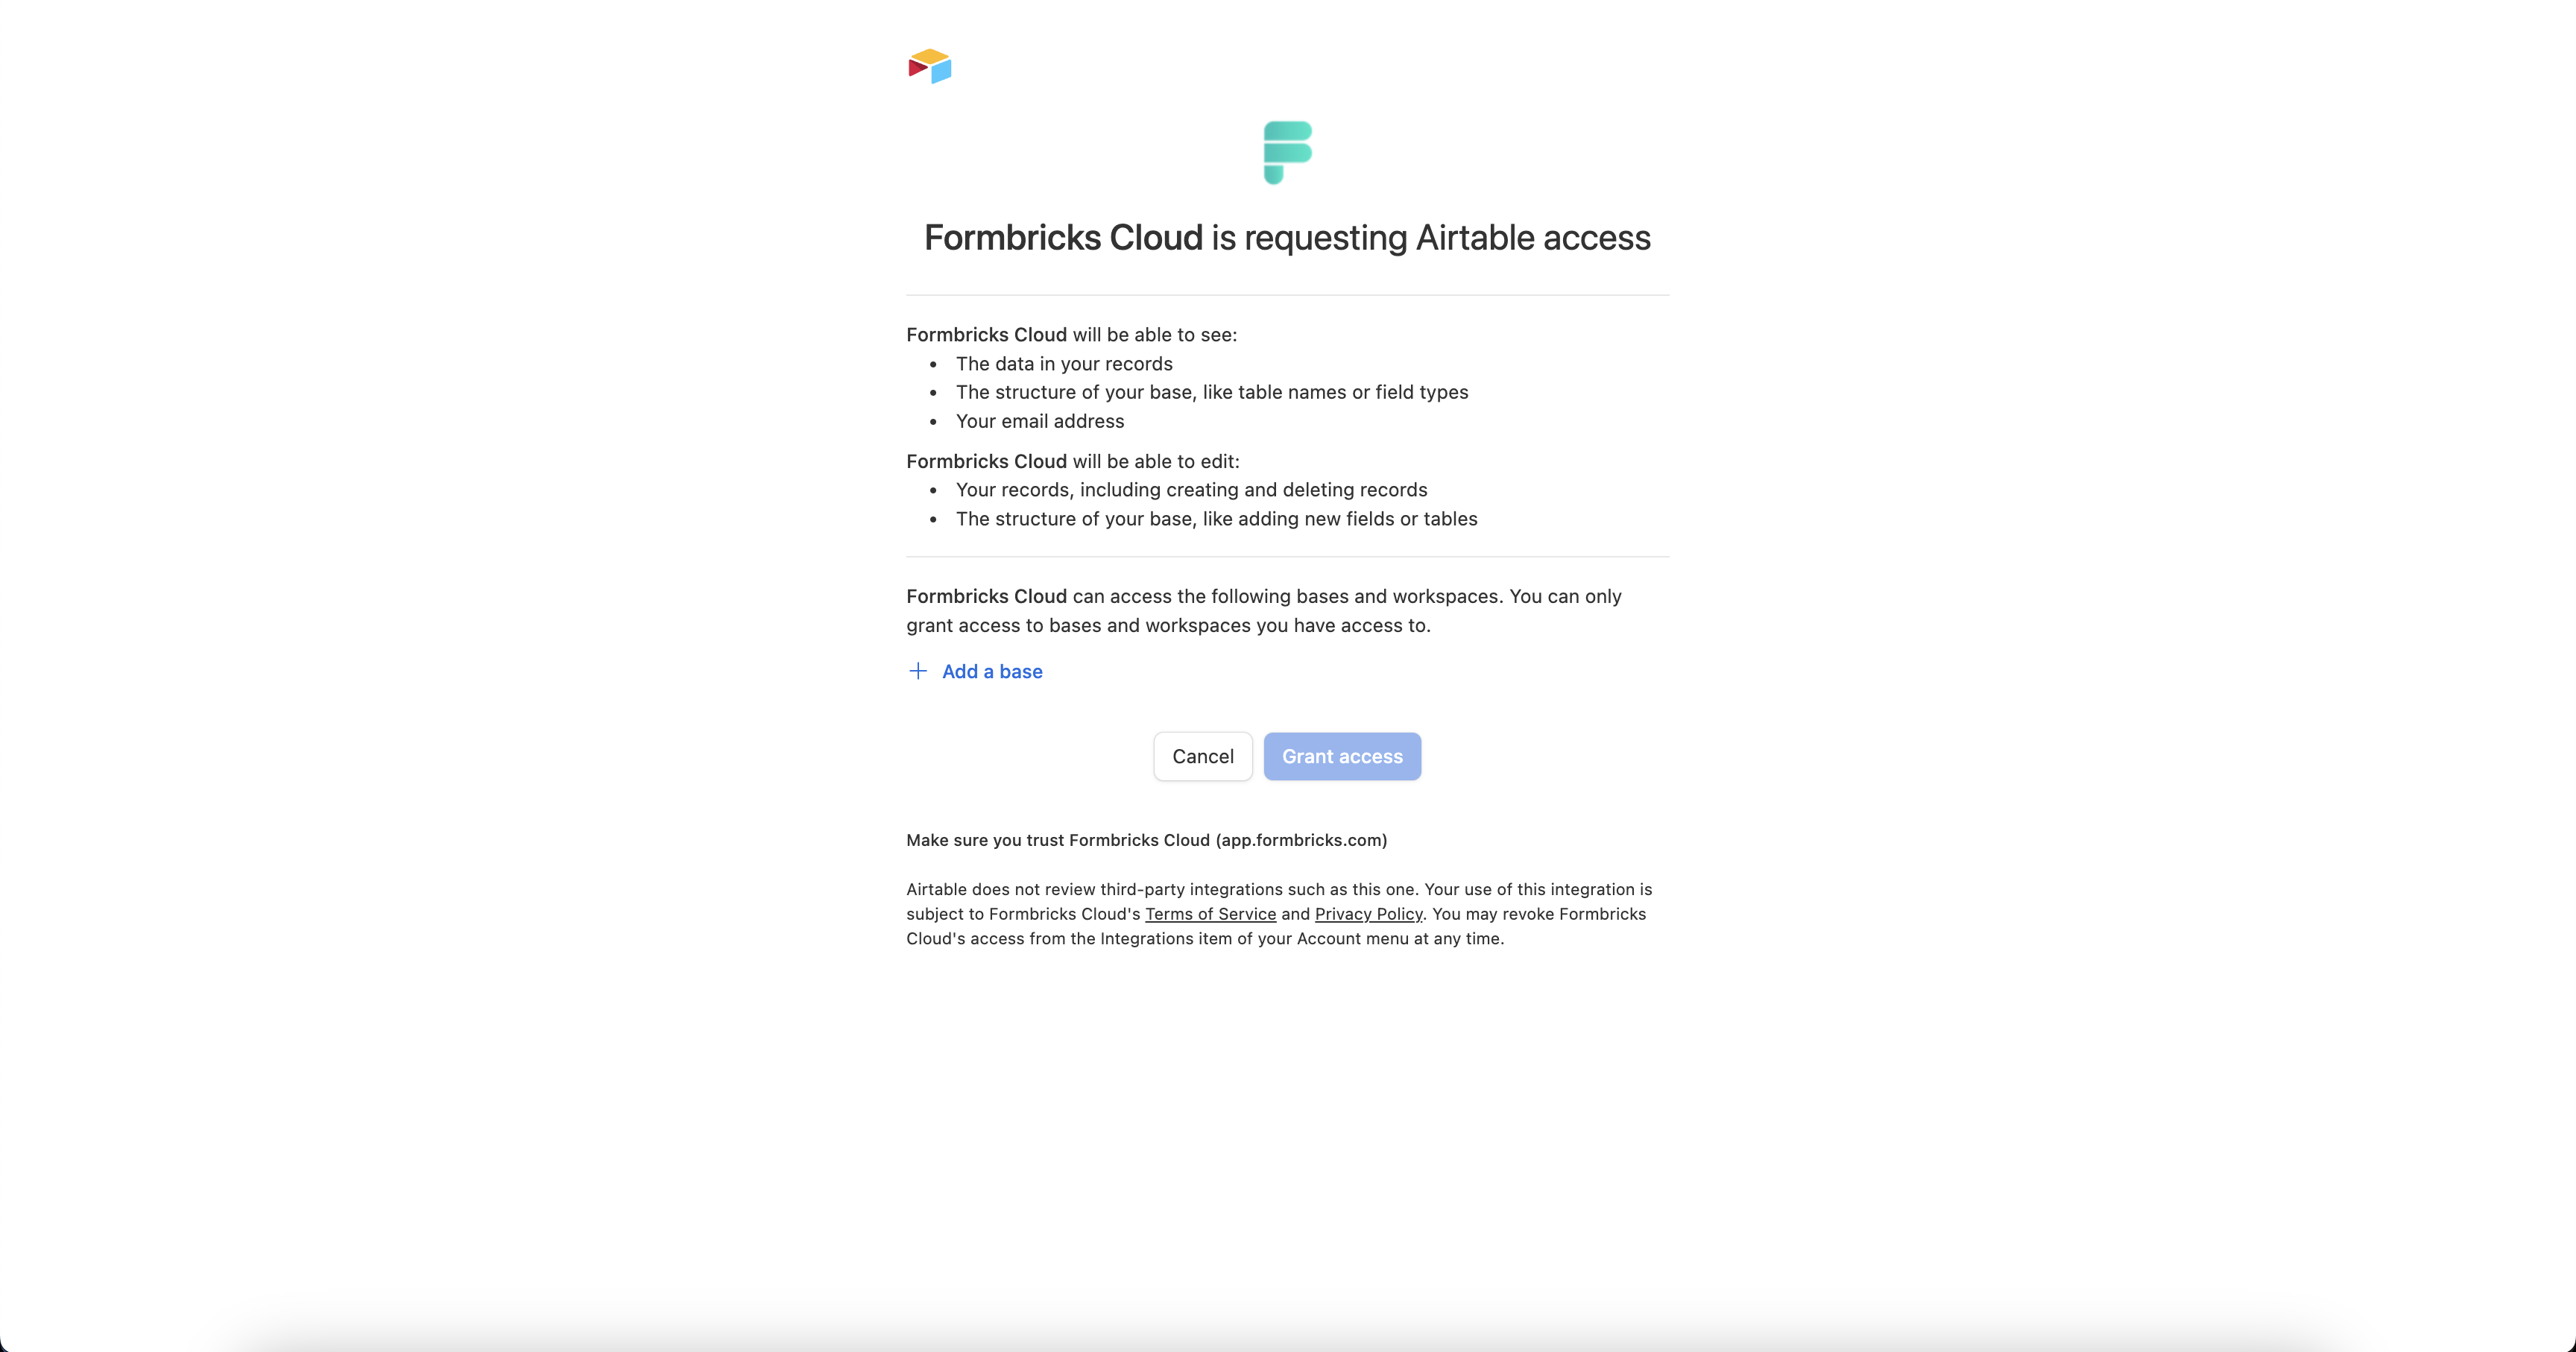 Formbricks Cloud is requesting Airtable access
Formbricks Cloud will be able to see:
• The data in your records
• The structure of your base, like table names or field types
• Your email address
Formbricks Cloud will be able to edit:
• Your records, including creating and deleting records
• The structure of your base, like adding new fields or tables
Formbricks Cloud can access the following bases and workspaces. You can only
grant access to bases and workspaces you have access to.
+ Add a base
Cancel
Grant access
Make sure you trust Formbricks Cloud (app.formbricks.com)
Airtable does not review third-party integrations such as this one. Your use of this integration is
subject to Formbricks Cloud's Terms of Service and Privacy Policy. You may revoke Formbricks
Cloud's access from the Integrations item of your Account menu at any time.